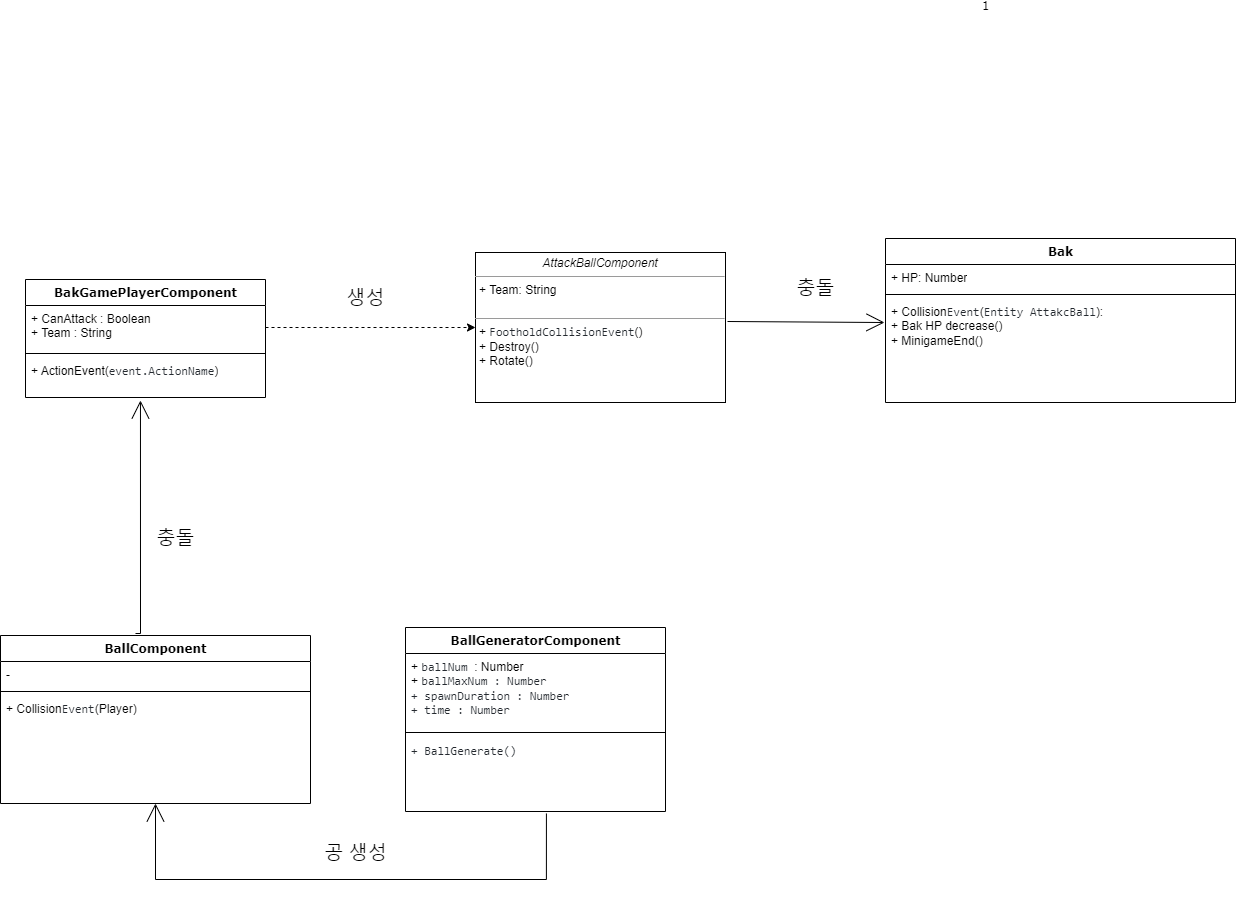 1
BakGamePlayerComponent
+ CanAttack : Boolean
+ Team : String
+ ActionEvent(event.ActionName)
생성
AttackBallComponent
+ Team: String
+ FootholdCollisionEvent()
+ Destroy()
+ Rotate()
충돌
Bak
+ HP: Number
+ CollisionEvent(Entity AttakcBall):
+ Bak HP decrease()
+ MinigameEnd()
충돌
BallComponent
-
+ CollisionEvent(Player)
BallGeneratorComponent
+ ballNum : Number
+ ballMaxNum : Number
+ spawnDuration : Number
+ time : Number
+ BallGenerate()
공 생성